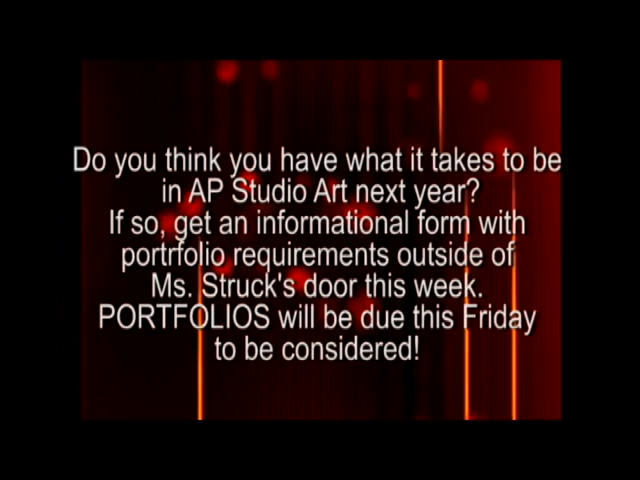 Do you think you have what it takes to be
in AP Studio Art next year?
If so, get an informational form with
portrfolio requirements outside of
Ms. Struck's door this week.
PORTFOLIOS will be due this Friday
to be considered!